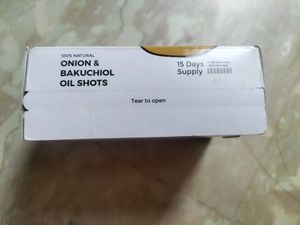 100% NATURAL
ONION &
BAKUCHIOL
OIL SHOTS
15 Days
Supply
Tear to open